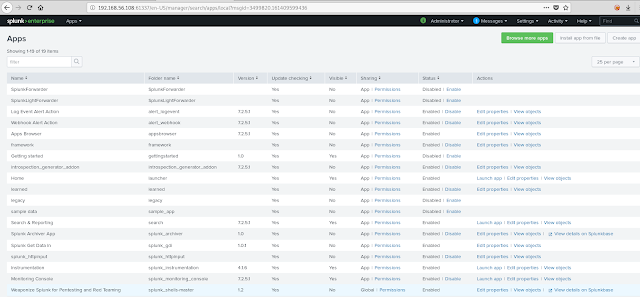 192.168.56.108:
splunk>enterprise Apps Administrator Messages Settings Activity Help Find
Apps Browse more apps Install app from file Create app
Showing 1-19 of 19 items
filter 25 per page
Name Folder name Version Update checking Visible Sharing Status Actions
SplunkForwarder SplunkForwarder Yes No App | Permissions Disabled | Enable
SplunkLightForwarder SplunkLightForwarder Yes No App | Permissions Disabled | Enable
Log Event Alert Action alert_logevent 7.2.5.1 Yes No App | Permissions Enabled | Disable Edit properties | View objects
Webhook Alert Action alert_webhook 7.2.5.1 Yes No App | Permissions Enabled | Disable Edit properties | View objects
Apps Browser appsbrowser 7.2.5.1 Yes No App | Permissions Enabled Edit properties | View objects
framework framework Yes No App | Permissions Enabled | Disable Edit properties | View objects
Getting started gettingstarted 1.0 Yes Yes App | Permissions Disabled | Enable
introspection_generator_addon introspection_generator_addon 7.2.5.1 Yes No App | Permissions Enabled | Disable Edit properties | View objects
Home launcher Yes Yes App | Permissions Enabled Launch app | Edit properties | View objects
learned learned Yes No App | Permissions Enabled | Disable Edit properties | View objects
legacy legacy Yes No App | Permissions Disabled | Enable
sample data sample_app Yes No App | Permissions Disabled | Enable
Search & Reporting search 7.2.5.1 Yes Yes App | Permissions Enabled Launch app | Edit properties | View objects
Splunk Archiver App splunk_archiver 1.0 Yes No App | Permissions Enabled | Disable Edit properties | View objects | View details on Splunkbase
Splunk Get Data In splunk_gdi 1.0.1 Yes No App | Permissions Enabled Edit properties | View objects
splunk_httpinput splunk_httpinput Yes No App | Permissions Enabled | Disable Edit properties | View objects
Instrumentation splunk_instrumentation Yes Yes App | Permissions Enabled Launch app | Edit properties | View objects
Monitoring Console splunk_monitoring_console 7.2.5.1 Yes Yes App | Permissions Enabled | Disable Launch app | Edit properties | View objects
Weaponize Splunk for Pentesting and Red Teaming splunk_shells-master 1.2 Yes No Global | Permissions Enabled | Disable Edit properties | View objects | View details on Splunkbase